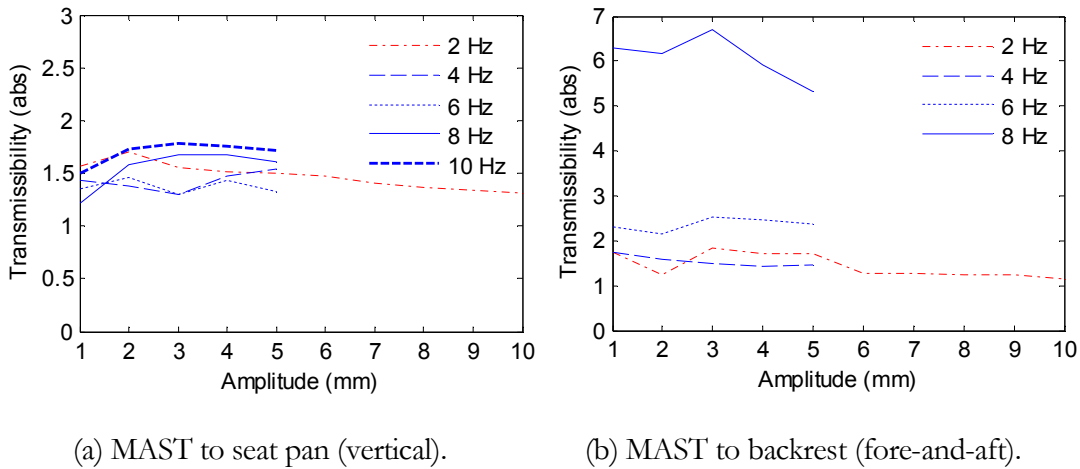 3
2.5
2
1.5
1
0.5
0
Transmissibility (abs)
2 Hz
4 Hz
6 Hz
8 Hz
10 Hz
1 2 3 4 5 6 7 8 9 10
Amplitude (mm)
(a) MAST to seat pan (vertical).
7
6
5
4
3
2
1
0
Transmissibility (abs)
2 Hz
4 Hz
6 Hz
8 Hz
1 2 3 4 5 6 7 8 9 10
Amplitude (mm)
(b) MAST to backrest (fore-and-aft).